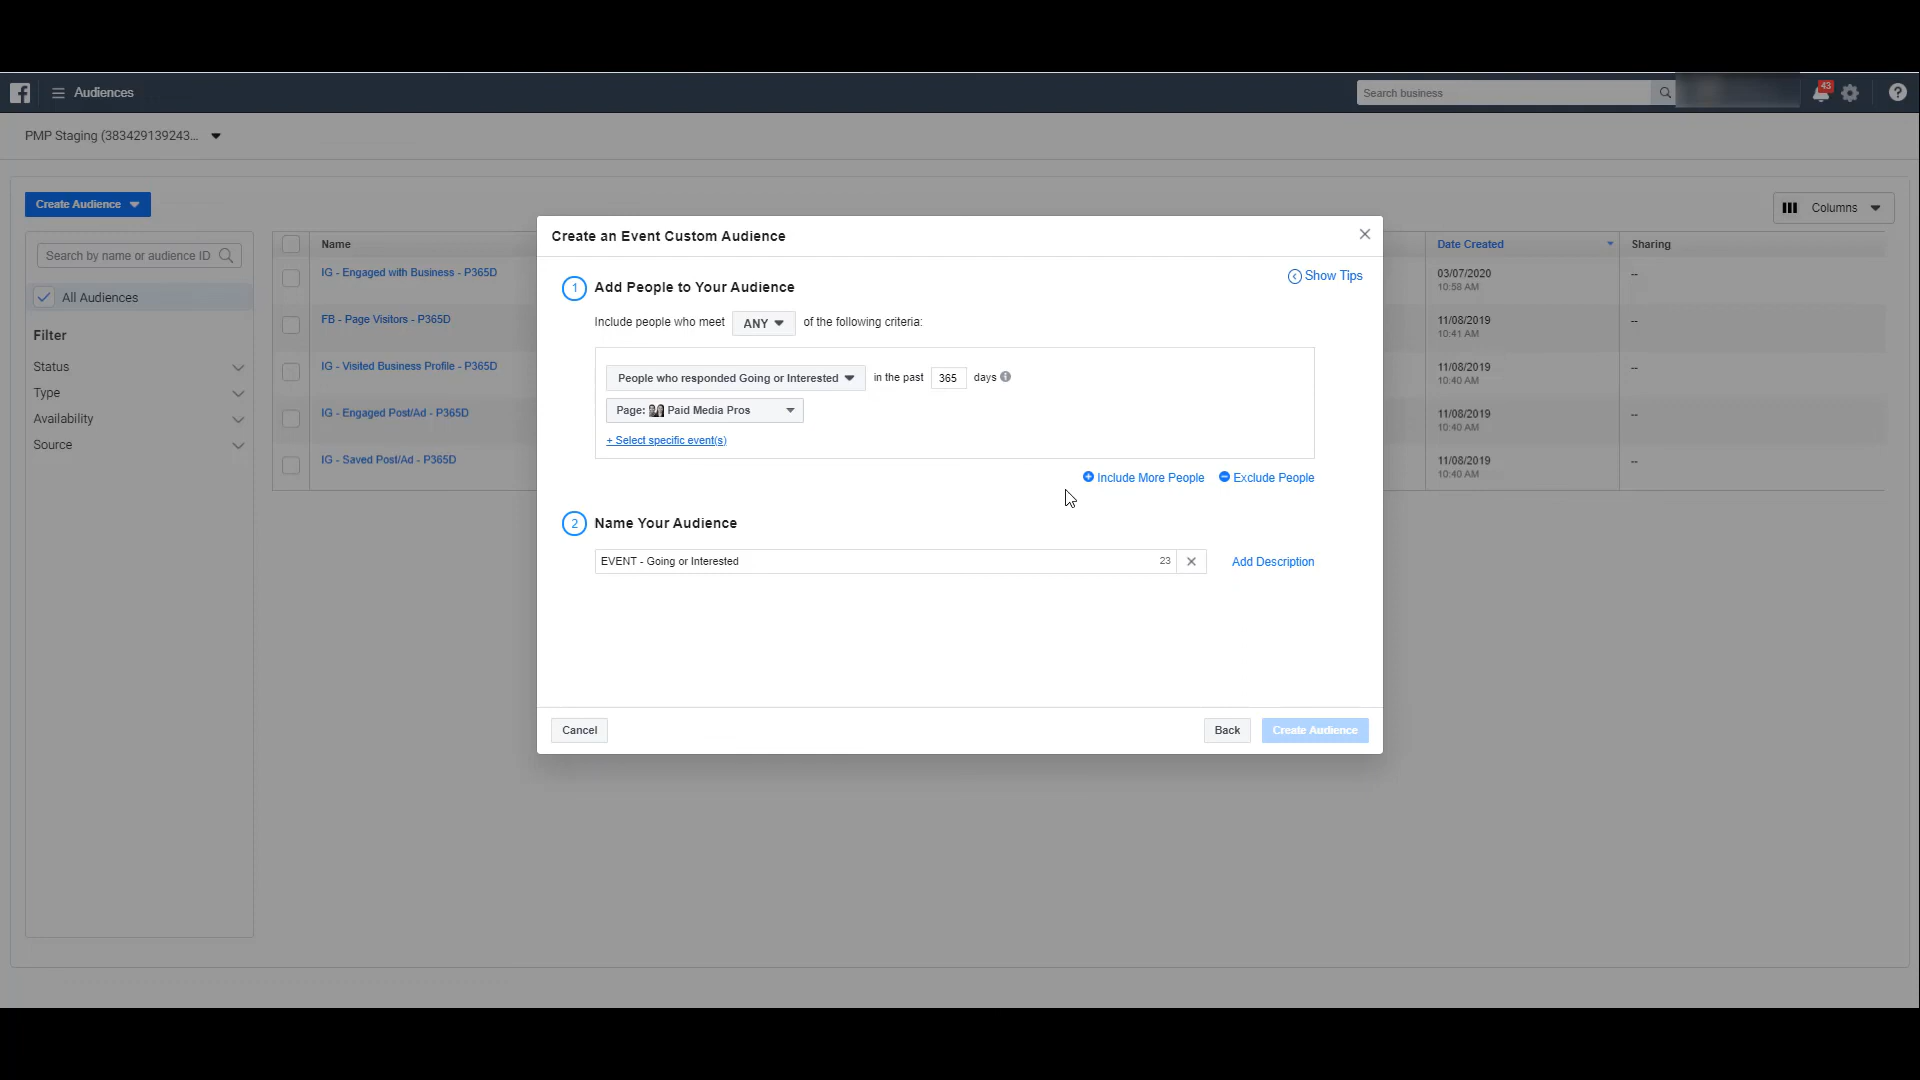 Audiences
Search business
43
PMP Staging (383429139243...
Create Audience
Columns
Search by name or audience ID
All Audiences
Filter
Status
Type
Availability
Source
Name
IG - Engaged with Business - P365D
FB - Page Visitors - P365D
IG - Visited Business Profile - P365D
IG - Engaged Post/Ad - P365D
IG - Saved Post/Ad - P365D
Date Created
Sharing
03/07/2020
10:58 AM
--
11/08/2019
10:41 AM
--
11/08/2019
10:40 AM
--
11/08/2019
10:40 AM
--
11/08/2019
10:40 AM
--
Create an Event Custom Audience
Show Tips
1 Add People to Your Audience
Include people who meet ANY of the following criteria:
People who responded Going or Interested in the past 365 days
Page: Paid Media Pros
+ Select specific event(s)
Include More People Exclude People
2 Name Your Audience
EVENT - Going or Interested 23 Add Description
Cancel Back Create Audience